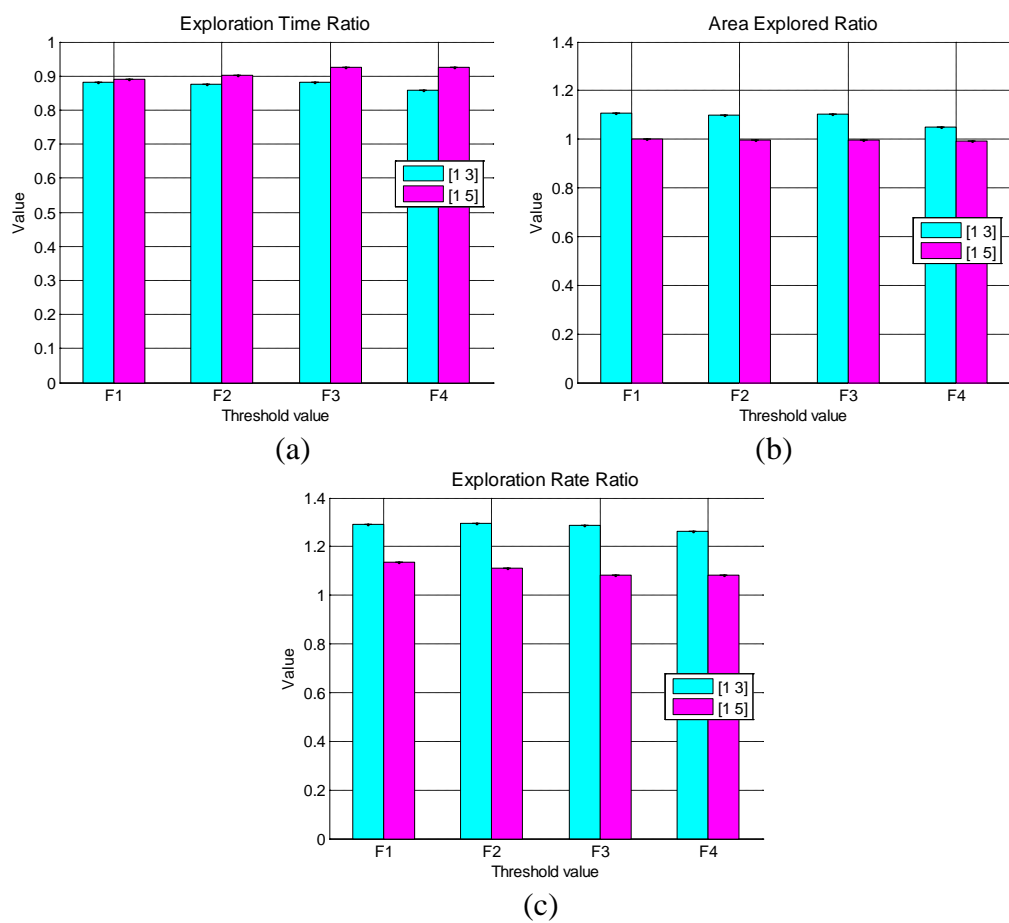 Exploration Time Ratio
1
0.9
0.8
0.7
0.6
0.5
0.4
0.3
0.2
0.1
0
Value
[1 3]
[1 5]
F1 F2 F3 F4
Threshold value
(a)
Area Explored Ratio
1.4
1.2
1
0.8
0.6
0.4
0.2
0
Value
[1 3]
[1 5]
F1 F2 F3 F4
Threshold value
(b)
Exploration Rate Ratio
1.4
1.2
1
0.8
0.6
0.4
0.2
0
Value
[1 3]
[1 5]
F1 F2 F3 F4
Threshold value
(c)